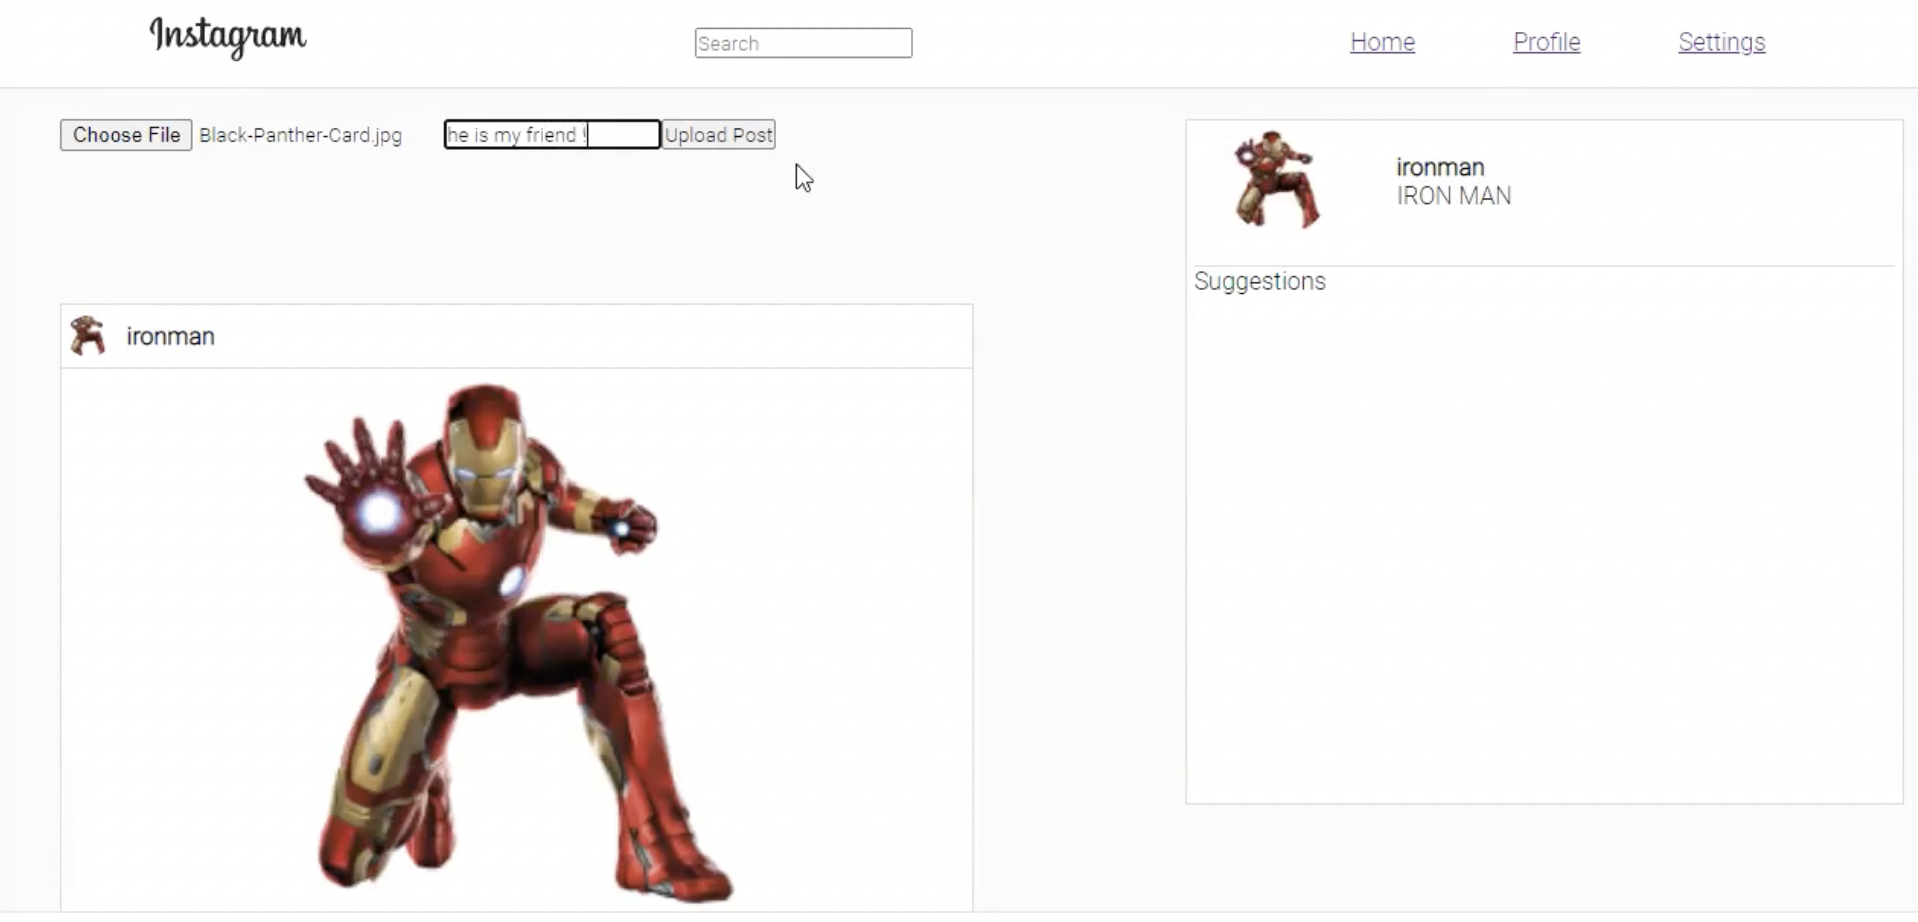 Instagram
Search
Home Profile Settings
Choose File Black-Panther-Card.jpg he is my friend ! Upload Post
ironman
IRON MAN
Suggestions
ironman